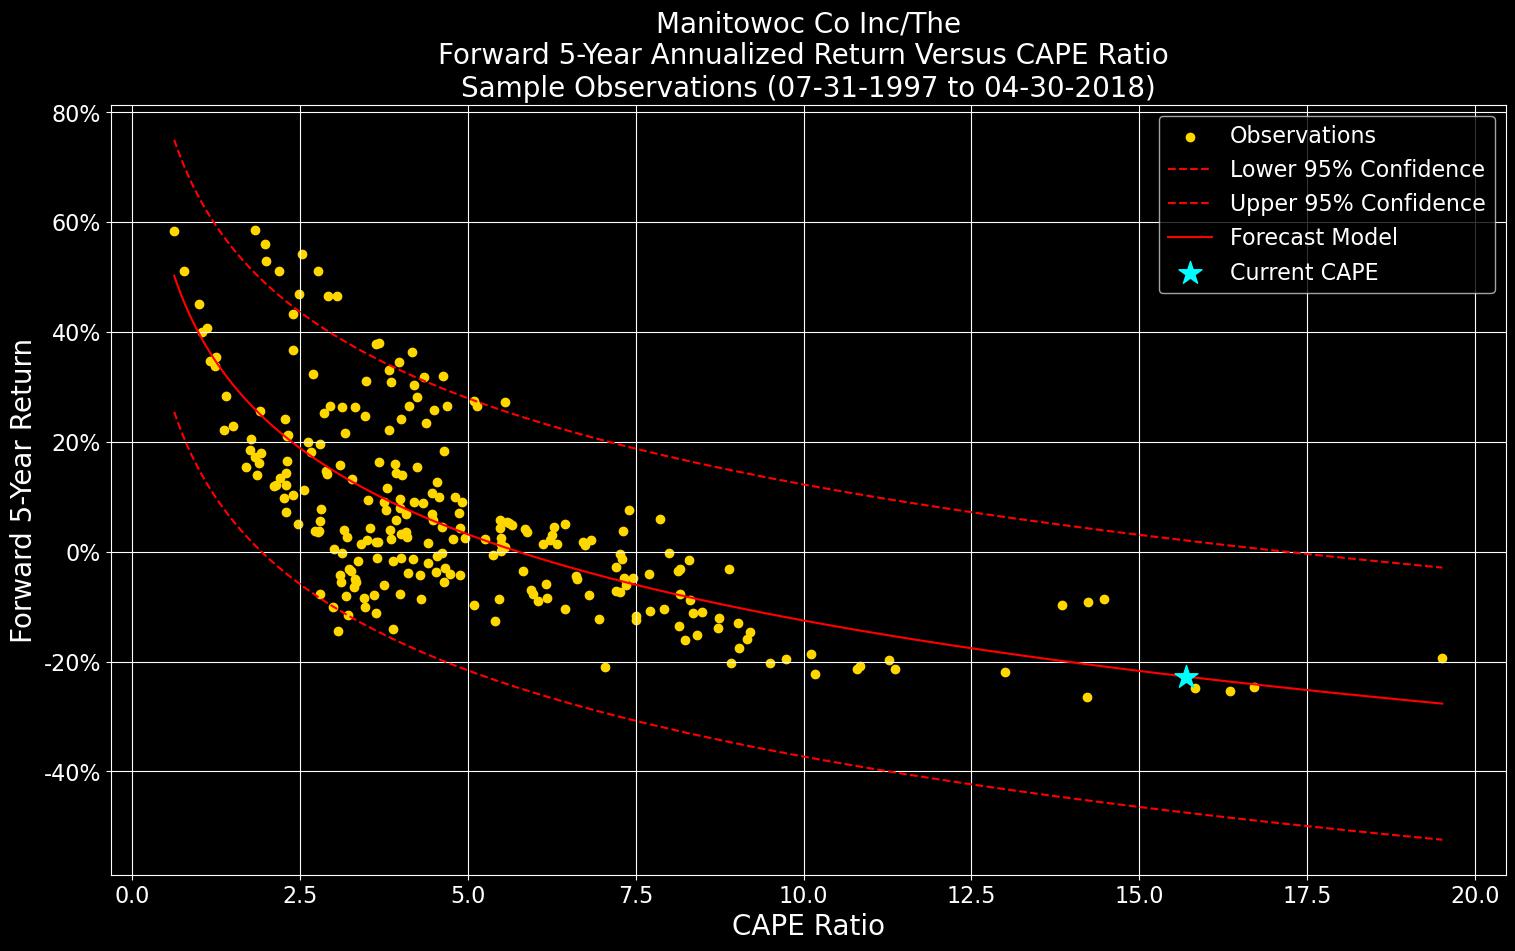 Manitowoc Co Inc/The
Forward 5-Year Annualized Return Versus CAPE Ratio
Sample Observations (07-31-1997 to 04-30-2018)
Observations
Lower 95% Confidence
Upper 95% Confidence
Forecast Model
Current CAPE
Forward 5-Year Return
80%
60%
40%
20%
0%
-20%
-40%
0.0 2.5 5.0 7.5 10.0 12.5 15.0 17.5 20.0
CAPE Ratio